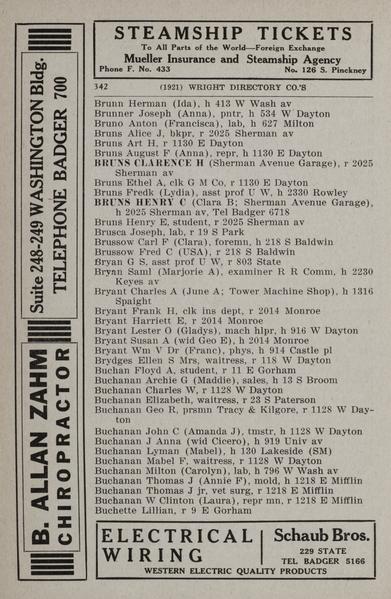 STEAMSHIP TICKETS
To All Parts of the World—Foreign Exchange
Mueller Insurance and Steamship Agency
Phone F. No. 433 No. 126 S. Pinckney
342 (1921) WRIGHT DIRECTORY CO.'S
Brunn Herman (Ida), h 413 W Wash av
Brunner Joseph (Anna), pntr, h 534 W Dayton
Bruno Anton (Francisca), lab, h 627 Milton
Bruns Alice J, bkpr, r 2025 Sherman av
Bruns Art H, r 1130 E Dayton
Bruns August F (Anna), repr, h 1130 E Dayton
BRUNS CLARENCE H (Sherman Avenue Garage), r 2025
Sherman av
Bruns Ethel A, clk G M Co, r 1130 E Dayton
Bruns Fredk (Lydia), asst prof U W, h 2330 Rowley
BRUNS HENRY C (Clara B; Sherman Avenue Garage),
h 2025 Sherman av, Tel Badger 6718
Bruns Henry E, student, r 2025 Sherman av
Brusca Joseph, lab, r 19 S Park
Brussow Carl F (Clara), foremn, h 218 S Baldwin
Brussow Fred C (USA), r 218 S Baldwin
Bryan G S, asst prof U W, r 803 State
Bryan Saml (Marjorie A), examiner R R Comm, h 2230
Keyes av
Bryant Charles A (June A; Tower Machine Shop), h 1316
Spaight
Bryant Frank H, clk ins dept, r 2014 Monroe
Bryant Harriett E, r 2014 Monroe
Bryant Lester O (Gladys), mach hlpr, h 916 W Dayton
Bryant Susan A (wid Geo E), h 2014 Monroe
Bryant Wm V Dr (Franc), phys, h 914 Castle pl
Brydges Ellen S Mrs, waitress, r 118 W Dayton
Buchan Floyd A, student, r 11 E Gorham
Buchanan Archie G (Maddie), sales, h 13 S Broom
Buchanan Charles W, r 1128 W Dayton
Buchanan Elizabeth, waitress, r 23 S Paterson
Buchanan Geo R, prsmn Tracy & Kilgore, r 1128 W Day-
ton
Buchanan John C (Amanda J), tmstr, h 1128 W Dayton
Buchanan J Anna (wid Cicero), h 919 Univ av
Buchanan Lyman (Mabel), h 130 Lakeside (SM)
Buchanan Mabel F, waitress, r 1128 W Dayton
Buchanan Milton (Carolyn), lab, h 796 W Wash av
Buchanan Thomas J (Annie F), mold, h 1218 E Mifflin
Buchanan Thomas J jr, vet surg, r 1218 E Mifflin
Buchanan W Clinton (Laura), repr mn, r 1218 E Mifflin
Buchette Lillian, r 9 E Gorham
B. ALLAN ZAHM
CHIROPRACTOR
Suite 248-249 WASHINGTON Bldg.
TELEPHONE BADGER 700
ELECTRICAL
WIRING
Schaub Bros.
229 STATE
TEL BADGER 5166
WESTERN ELECTRIC QUALITY PRODUCTS